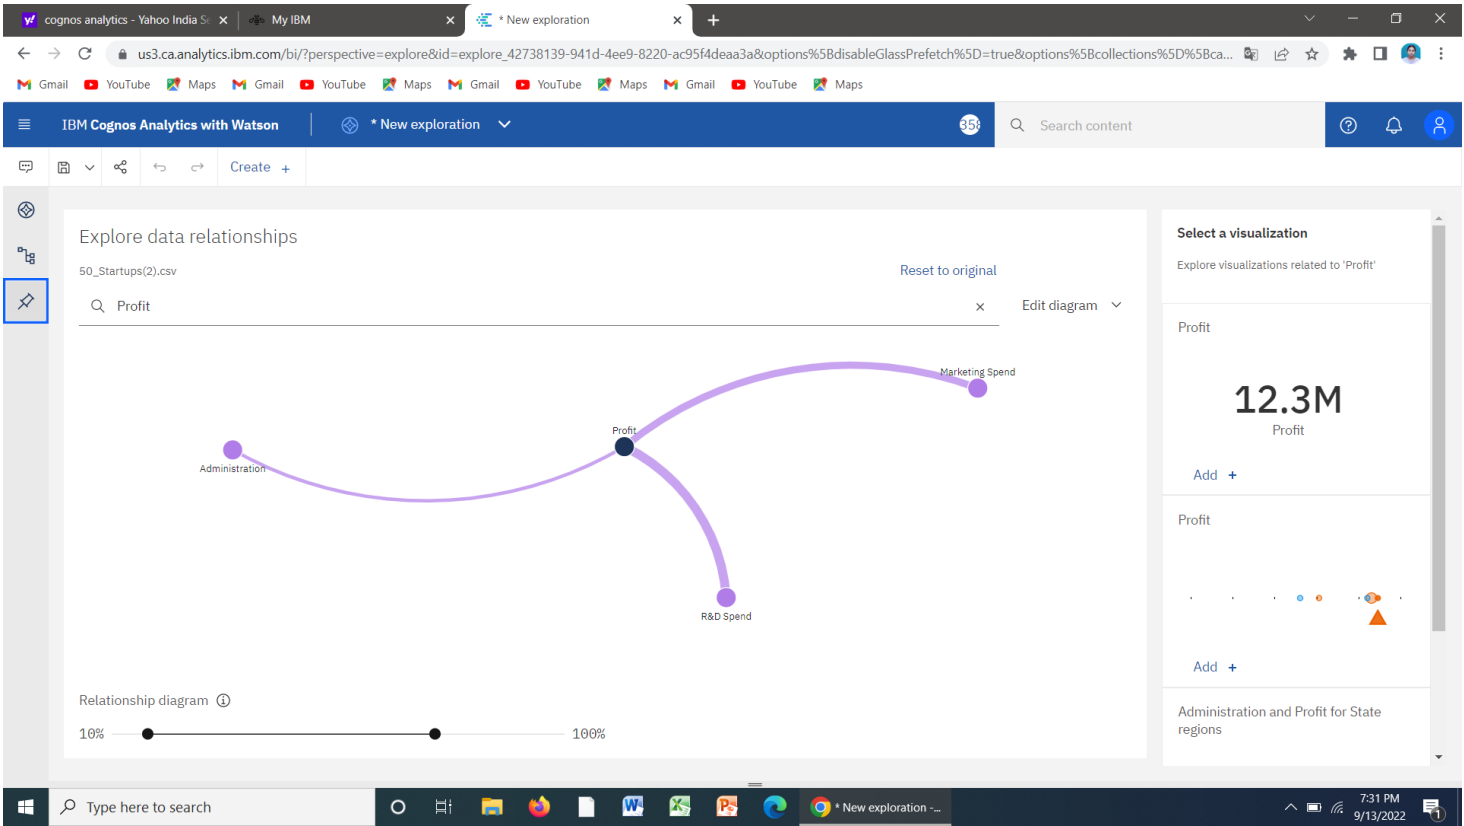 cognos analytics - Yahoo India Se
My IBM
* New exploration
us3.ca.analytics.ibm.com/bi/?perspective=explore&id=explore_42738139-941d-4ee9-8220-ac95f4deaa3a&options%5BdisableGlassPrefetch%5D=true&options%5Bcollections%5D%5Bca...
Gmail YouTube Maps Gmail YouTube Maps Gmail YouTube Maps Gmail YouTube Maps
IBM Cognos Analytics with Watson
* New exploration
358
Search content
Create +
Explore data relationships
50_Startups(2).csv
Reset to original
Profit
Edit diagram
Marketing Spend
Profit
Administration
R&D Spend
Relationship diagram
10%
100%
Select a visualization
Explore visualizations related to 'Profit'
Profit
12.3M
Profit
Add +
Profit
Add +
Administration and Profit for State
regions
Type here to search
* New exploration -...
7:31 PM
9/13/2022
1